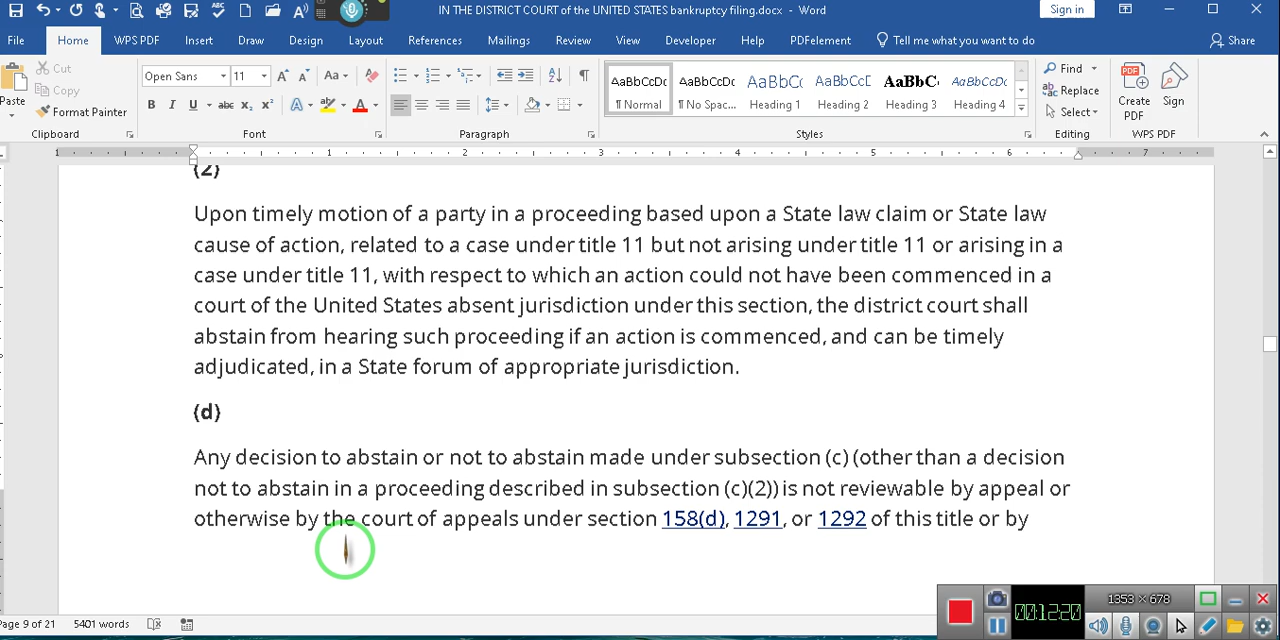 IN THE DISTRICT COURT of the UNITED STATES bankruptcy filing.docx - Word
Sign in
File Home WPS PDF Insert Draw Design Layout References Mailings Review View Developer Help PDFelement Tell me what you want to do Share
Cut
Copy
Format Painter
Paste
Clipboard
Open Sans 11
Font
Paragraph
AaBbCcDc AaBbCcDc AaBbCc AaBbCcD AaBbC AaBbCcDc
¶ Normal ¶ No Spac... Heading 1 Heading 2 Heading 3 Heading 4
Styles
Find
Replace
Select
Editing
Create PDF
Sign
WPS PDF
1 1 2 3 4 5 6 7
(2)
Upon timely motion of a party in a proceeding based upon a State law claim or State law
cause of action, related to a case under title 11 but not arising under title 11 or arising in a
case under title 11, with respect to which an action could not have been commenced in a
court of the United States absent jurisdiction under this section, the district court shall
abstain from hearing such proceeding if an action is commenced, and can be timely
adjudicated, in a State forum of appropriate jurisdiction.
(d)
Any decision to abstain or not to abstain made under subsection (c) (other than a decision
not to abstain in a proceeding described in subsection (c)(2)) is not reviewable by appeal or
otherwise by the court of appeals under section 158(d), 1291, or 1292 of this title or by
Page 9 of 21 5401 words
00:12:20
1353 × 678